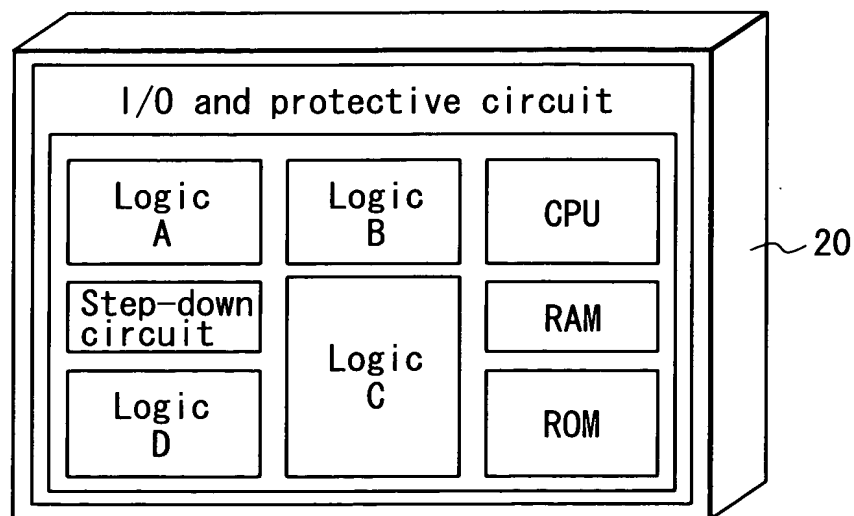 I/O and protective circuit
Logic
A
Logic
B
CPU
Step-down
circuit
Logic
C
RAM
Logic
D
ROM
20